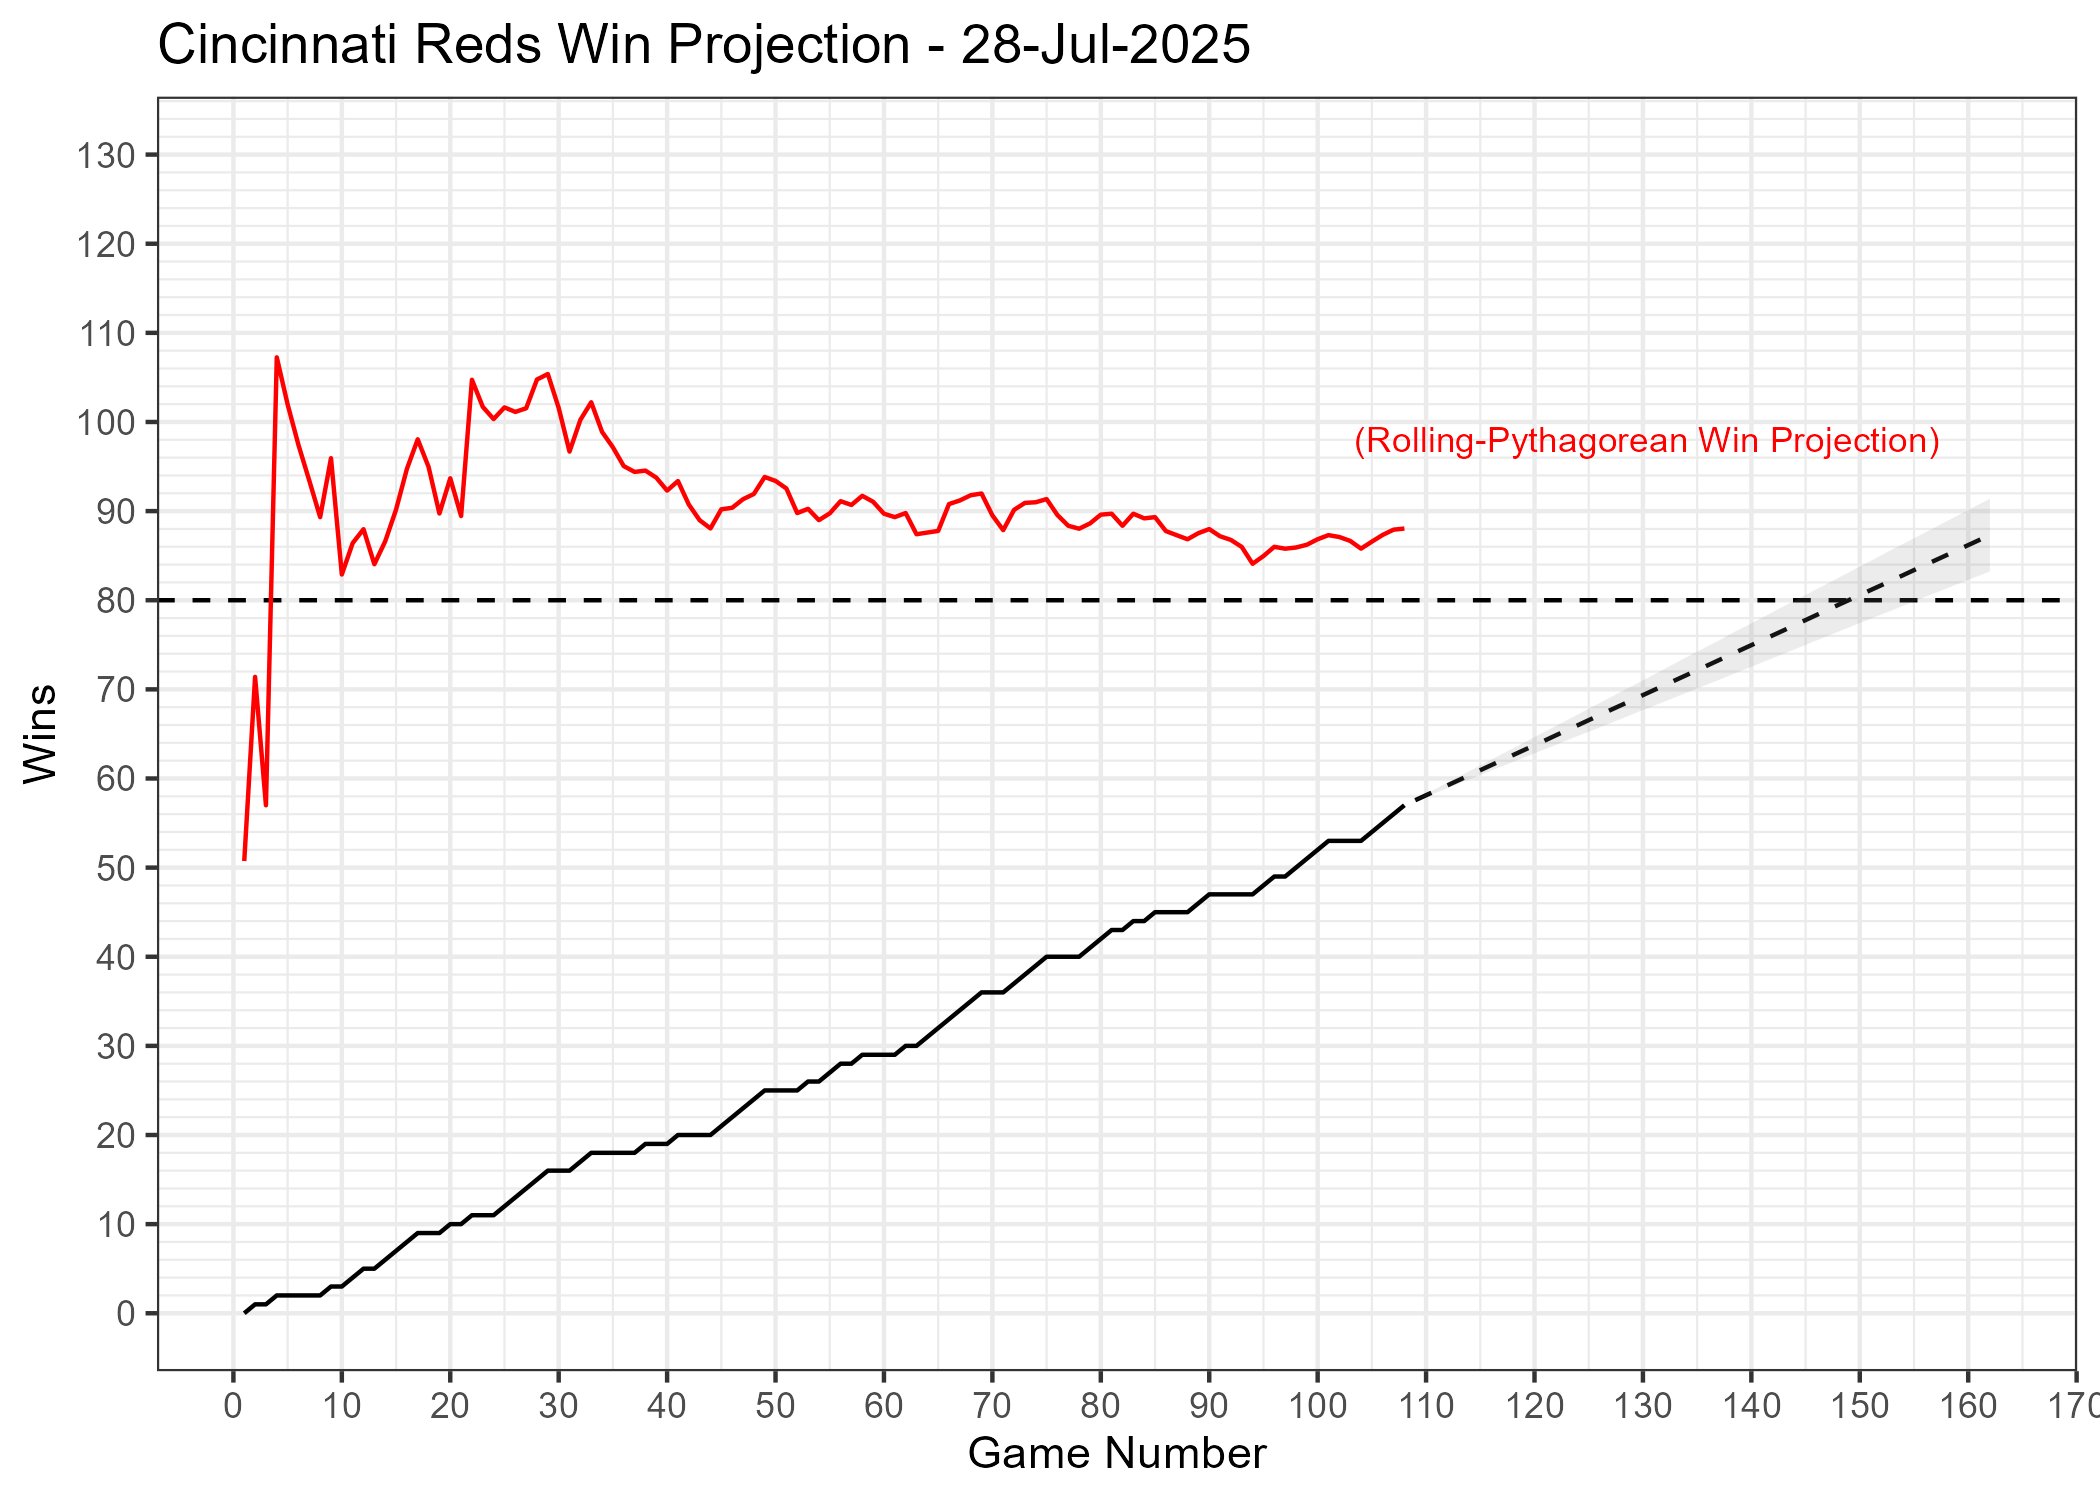 Cincinnati Reds Win Projection - 28-Jul-2025
130
120
110
100
90
80
70
60
50
40
30
20
10
0
Wins
(Rolling-Pythagorean Win Projection)
0 10 20 30 40 50 60 70 80 90 100 110 120 130 140 150 160 170
Game Number